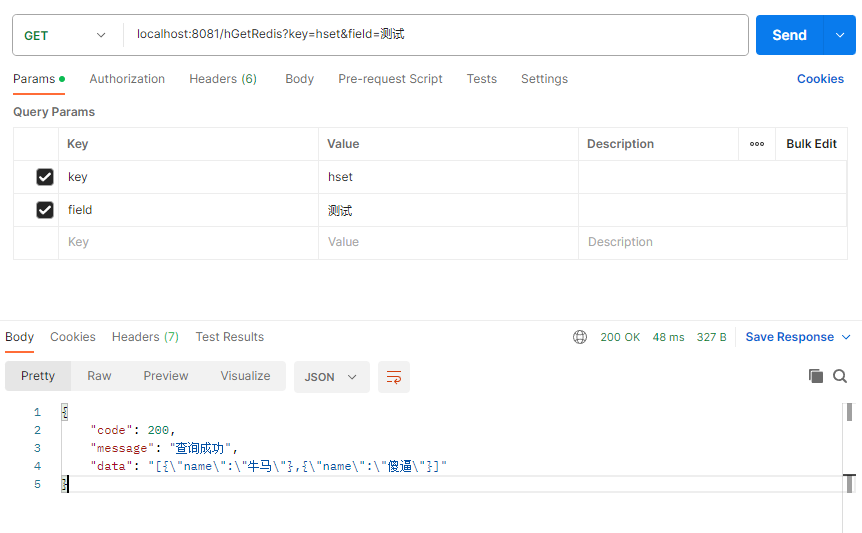 GET localhost:8081/hGetRedis?key=hset&field=测试 Send
Params Authorization Headers (6) Body Pre-request Script Tests Settings Cookies
Query Params
Key Value Description ooo Bulk Edit
key hset
field 测试
Key Value Description
Body Cookies Headers (7) Test Results 200 OK 48 ms 327 B Save Response
Pretty Raw Preview Visualize JSON
1 {
2 "code": 200,
3 "message": "查询成功",
4 "data": "[{\"name\":\"牛马\"},{\"name\":\"傻逼\"}]"
5 }